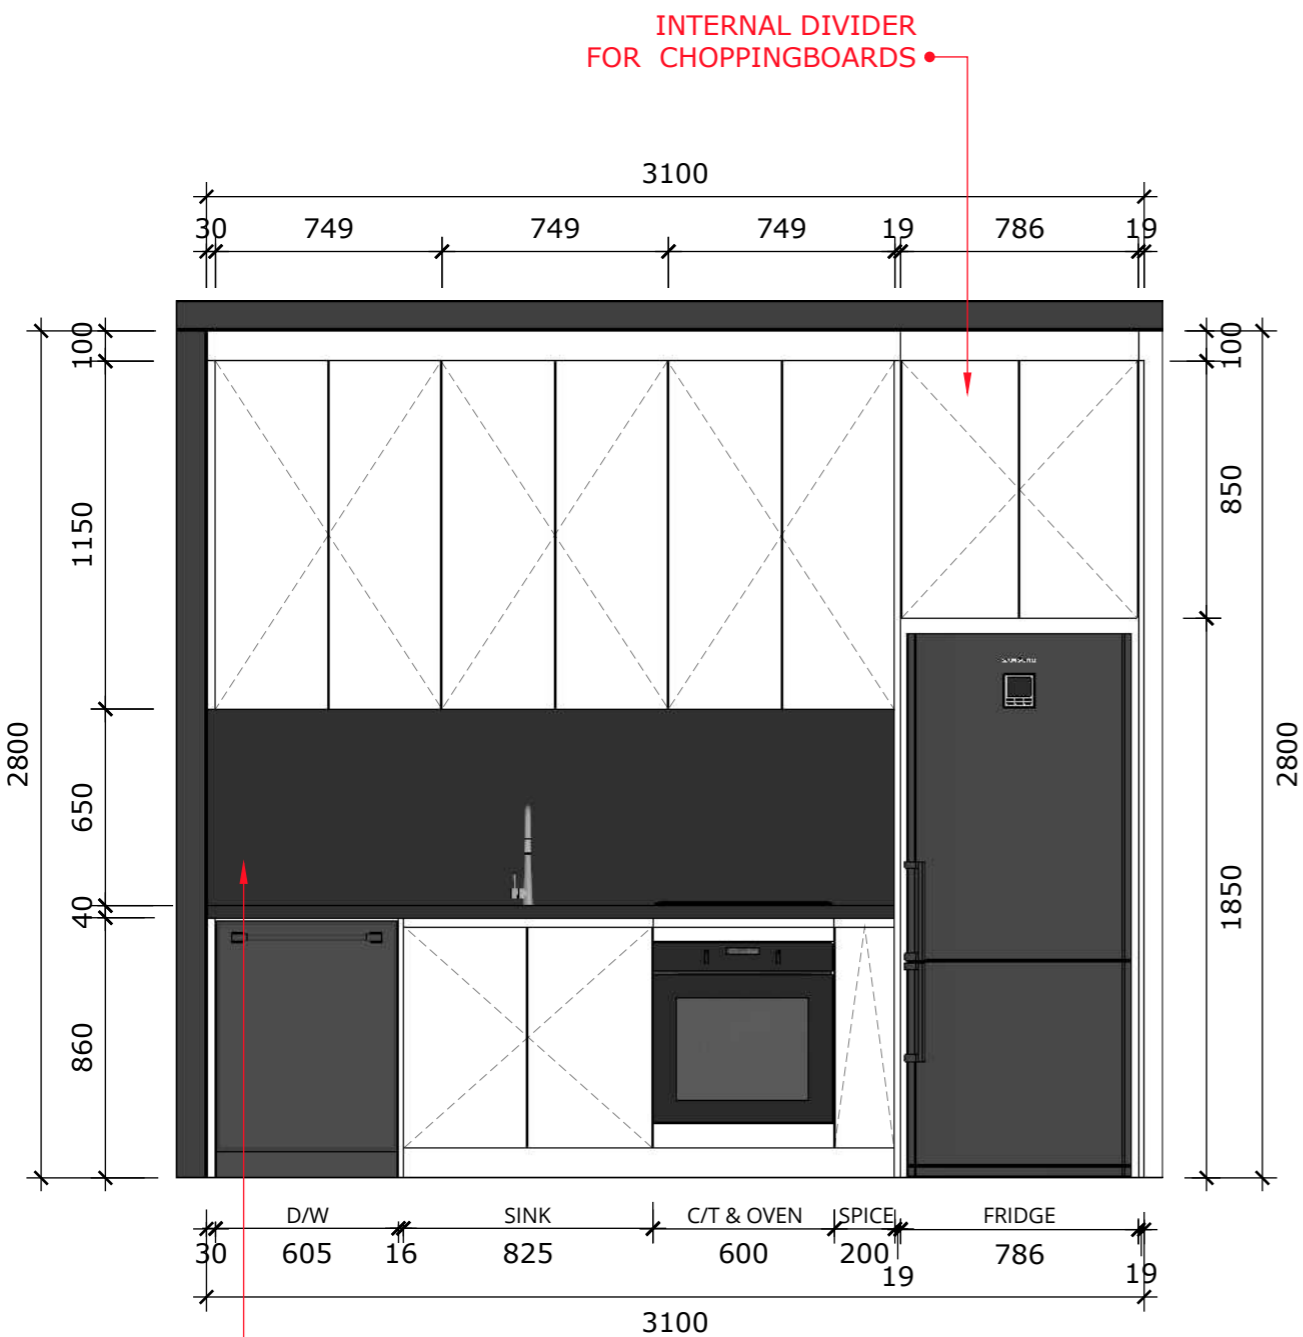 INTERNAL DIVIDER
FOR CHOPPINGBOARDS
3100
30 749 749 749 19 786 19
100
1150
650
40
860
2800
100
850
1850
2800
D/W SINK C/T & OVEN SPICE FRIDGE
30 605 16 825 600 200 19 786 19
3100